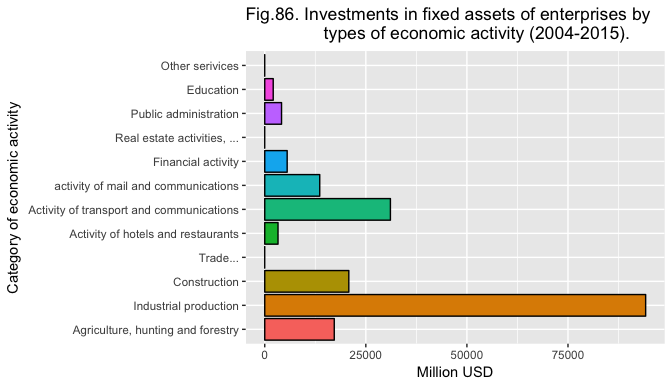 Fig.86. Investments in fixed assets of enterprises by
types of economic activity (2004-2015).
Category of economic activity
Other serivices
Education
Public administration
Real estate activities, ...
Financial activity
activity of mail and communications
Activity of transport and communications
Activity of hotels and restaurants
Trade...
Construction
Industrial production
Agriculture, hunting and forestry
0 25000 50000 75000
Million USD